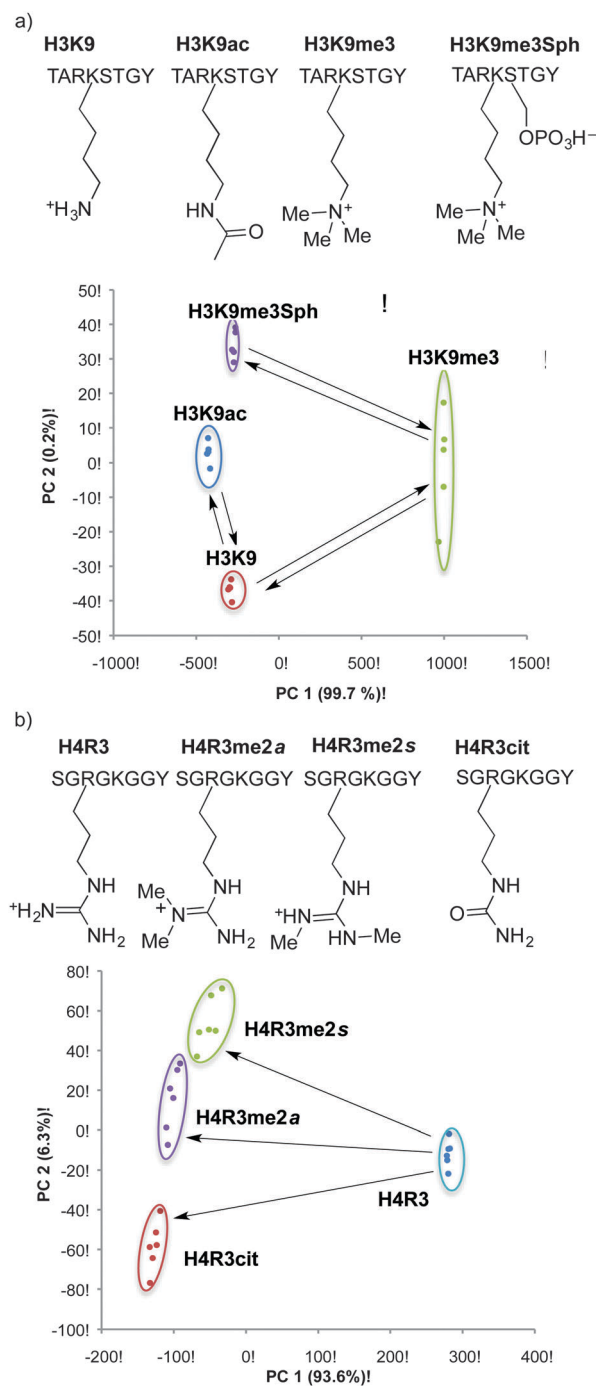 a)
H3K9 H3K9ac H3K9me3 H3K9me3Sph
TARKSTGY TARKSTGY TARKSTGY TARKSTGY
OPO₃H⁻
⁺H₃N HN O Me N⁺ Me Me Me N⁺ Me Me
50!
40!
30!
20!
10!
0!
-10!
-20!
-30!
-40!
-50!
PC 2 (0.2%)!
H3K9me3Sph !
H3K9me3 !
H3K9ac
H3K9
-1000! -500! 0! 500! 1000! 1500!
PC 1 (99.7 %)!
b)
H4R3 H4R3me2a H4R3me2s H4R3cit
SGRGKGGY SGRGKGGY SGRGKGGY SGRGKGGY
NH Me NH NH NH
⁺H₂N NH₂ + N Me NH₂ ⁺HN Me HN Me O NH₂
80!
60!
40!
20!
0!
-20!
-40!
-60!
-80!
-100!
PC 2 (6.3%)!
H4R3me2s
H4R3me2a
H4R3
H4R3cit
-200! -100! 0! 100! 200! 300! 400!
PC 1 (93.6%)!